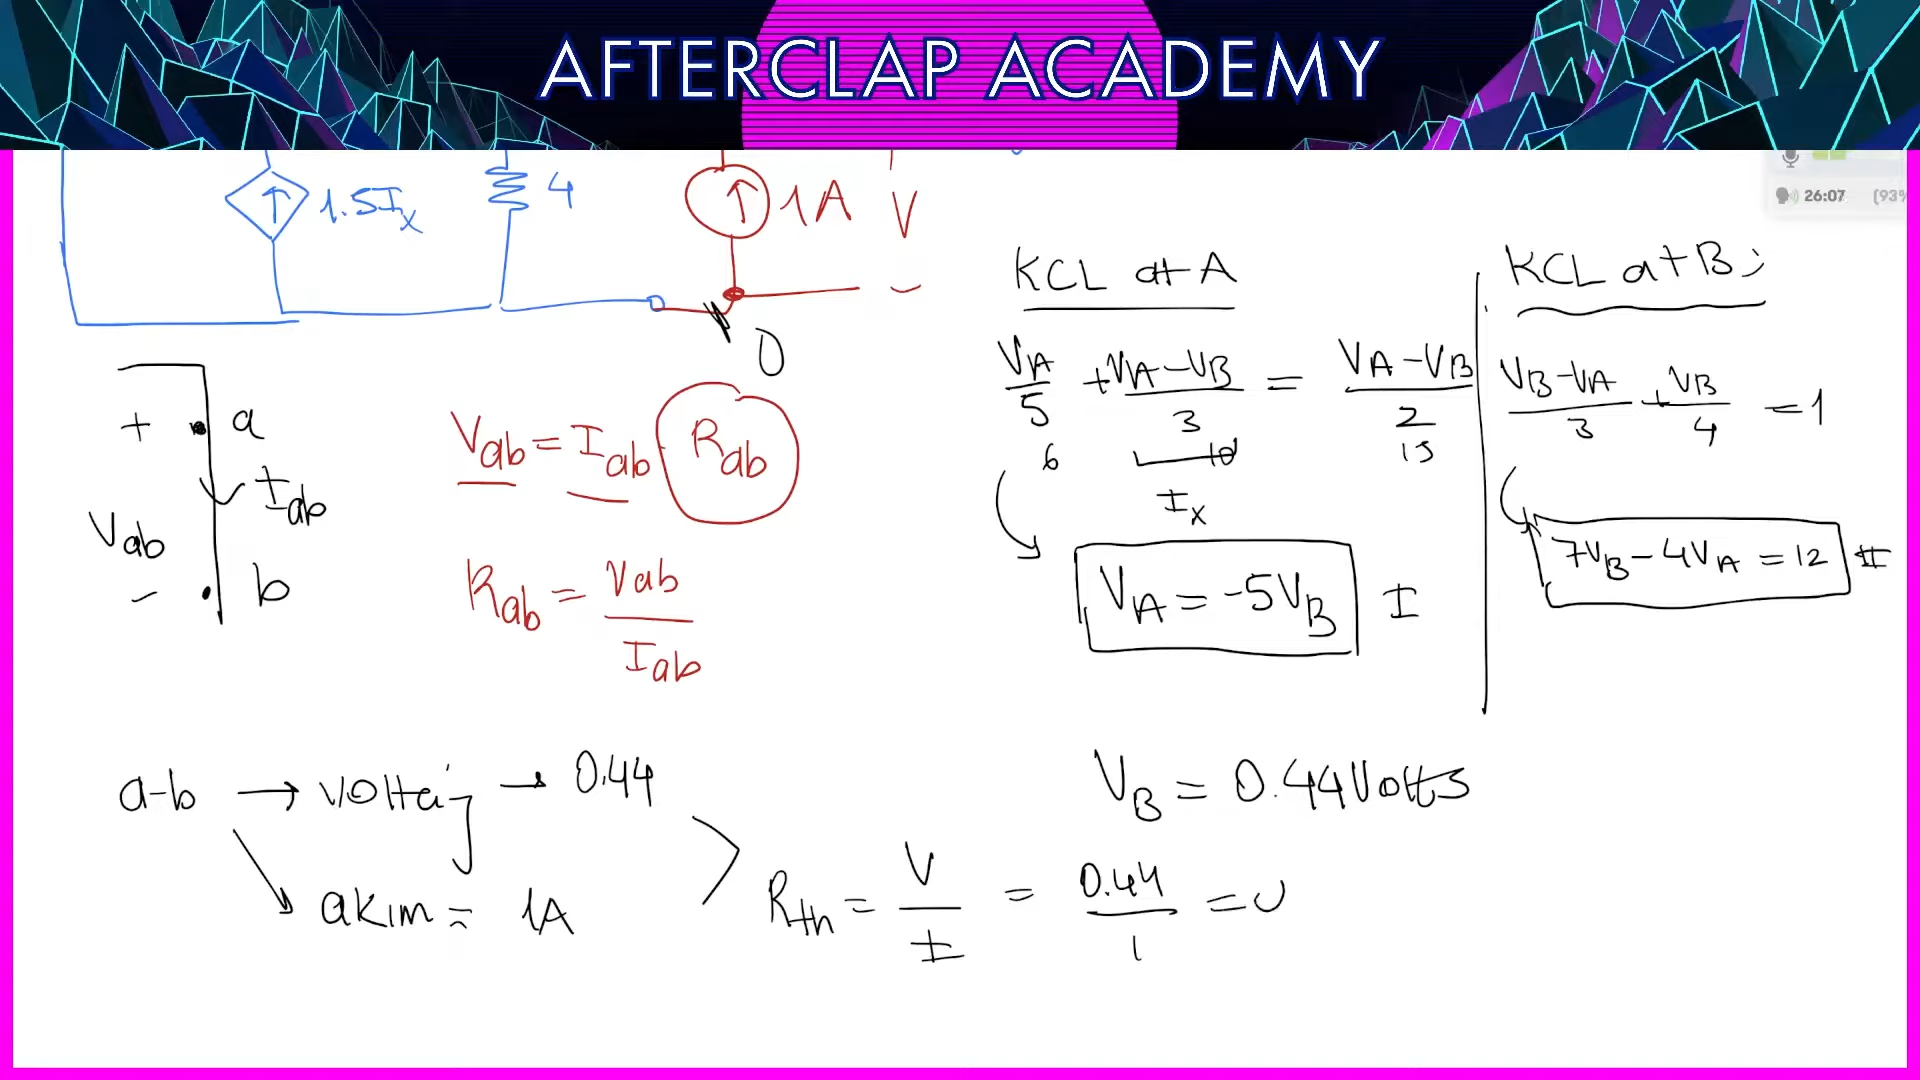 AFTERCLAP ACADEMY
26:07 (93%
1.5Ix
4
1A
V
0
+ a
Iab
Vab
- b
Vab = Iab Rab
Rab = Vab / Iab
KCL at A
VA/5 + VA-VB/3 = VA-VB/2
6 10 15
Ix
VA = -5VB I
KCL at B;
VB-VA/3 + VB/4 = 1
7VB - 4VA = 12 II
VB = 0.44 Volts
a-b → voltaj → 0.44
akım = 1A
Rth = V/I = 0.44/1 =